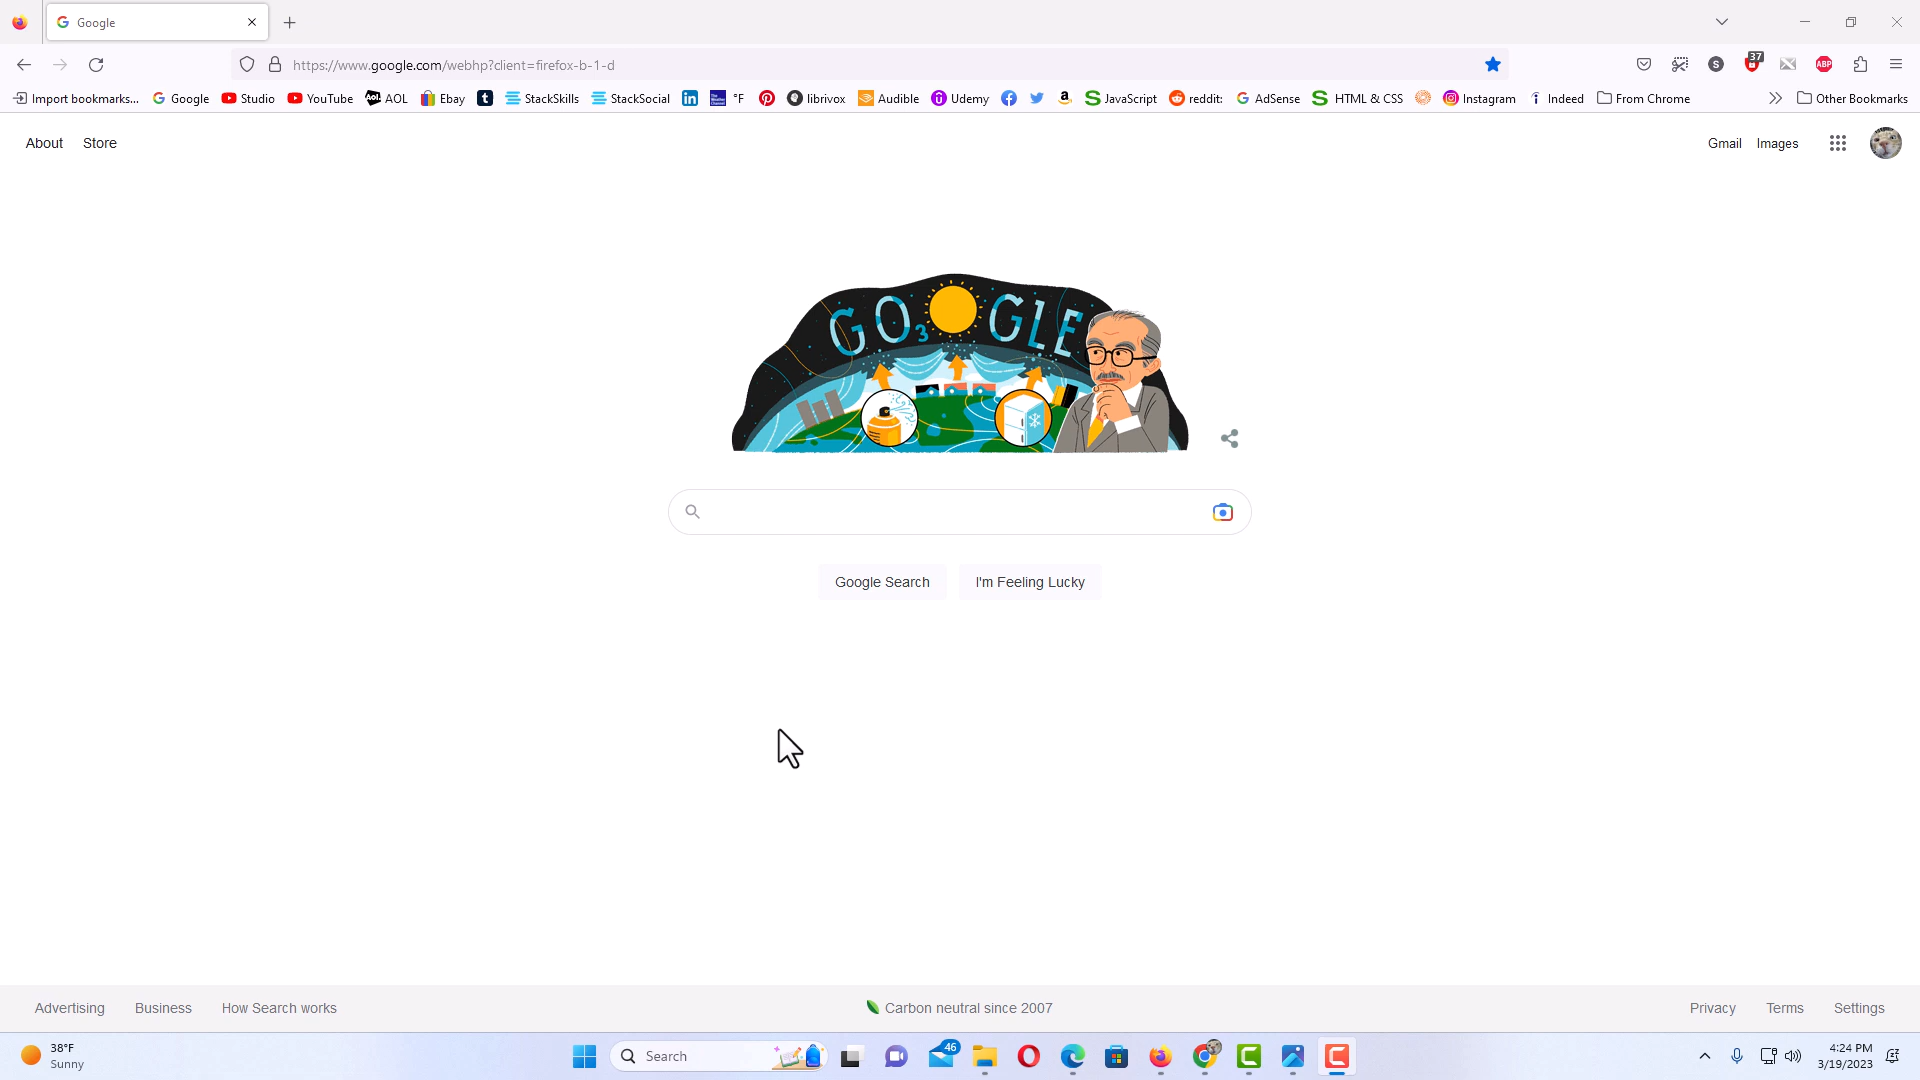 Google
https://www.google.com/webhp?client=firefox-b-1-d
37
S
ABP
Import bookmarks...
Google
Studio
YouTube
AOL
Ebay
t
StackSkills
StackSocial
in
°F
librivox
Audible
Udemy
JavaScript
reddit:
AdSense
HTML & CSS
Instagram
Indeed
From Chrome
Other Bookmarks
About
Store
Gmail
Images
GO3GLE
Google Search
I'm Feeling Lucky
Advertising
Business
How Search works
Carbon neutral since 2007
Privacy
Terms
Settings
38°F
Sunny
Search
46
4:24 PM
3/19/2023